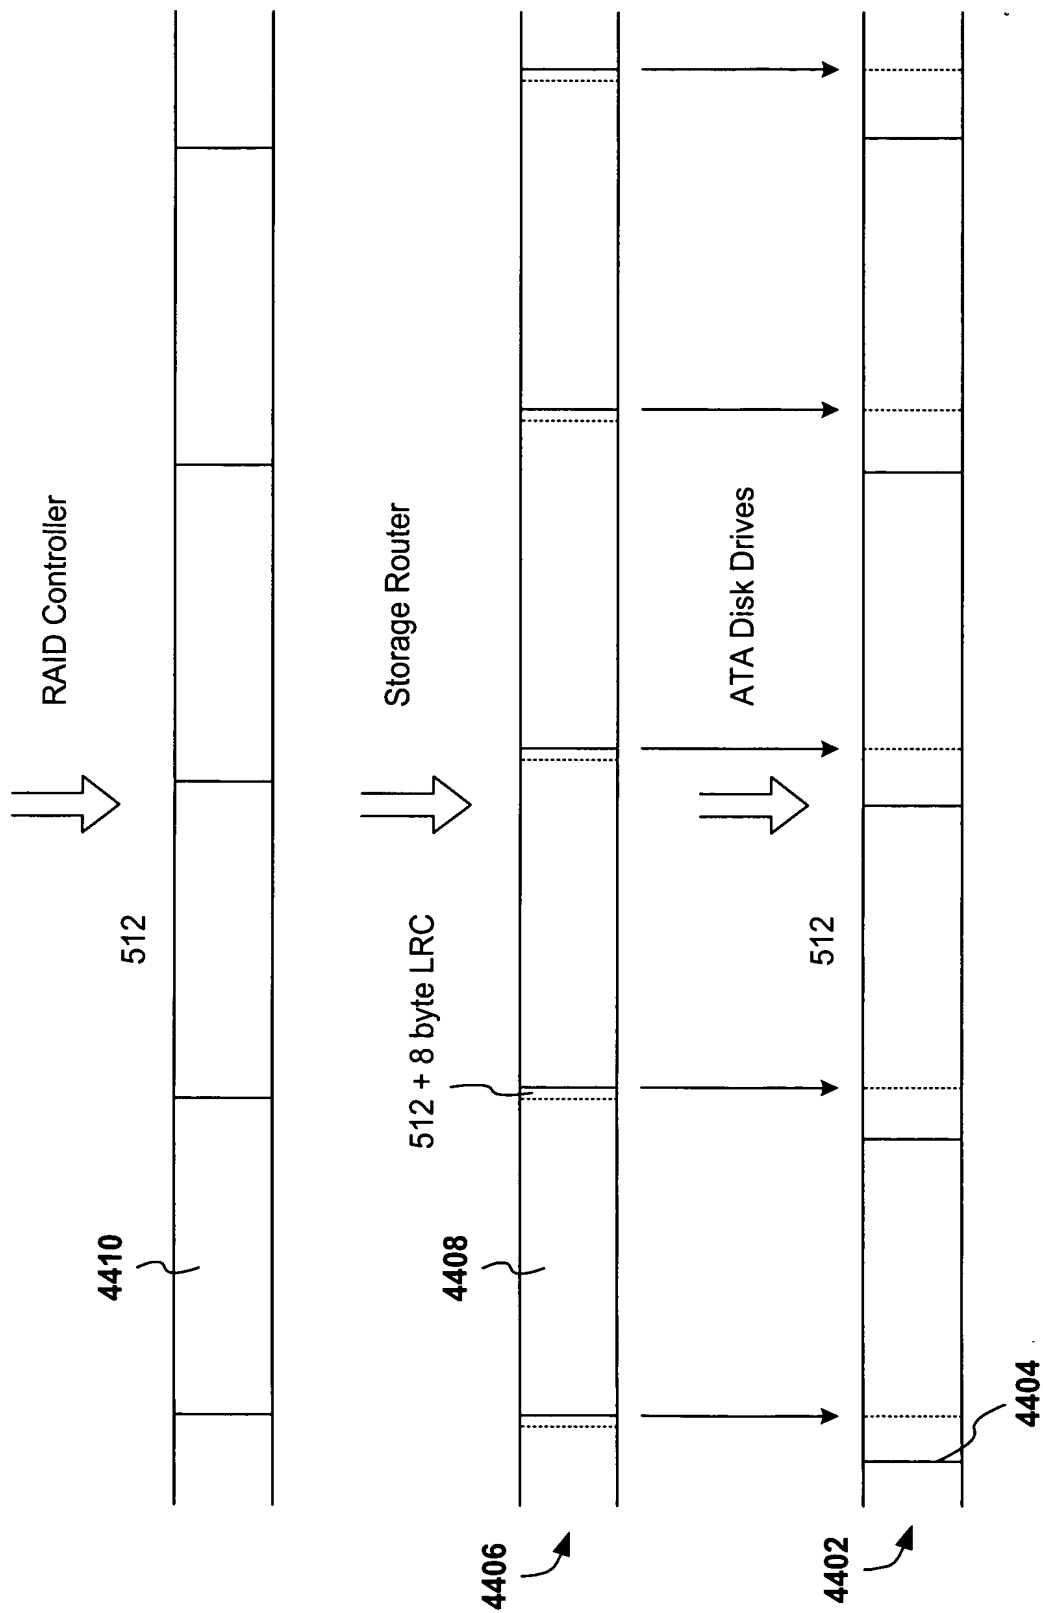 RAID Controller
512
4410
Storage Router
512 + 8 byte LRC
4408
4406
ATA Disk Drives
512
4404
4402